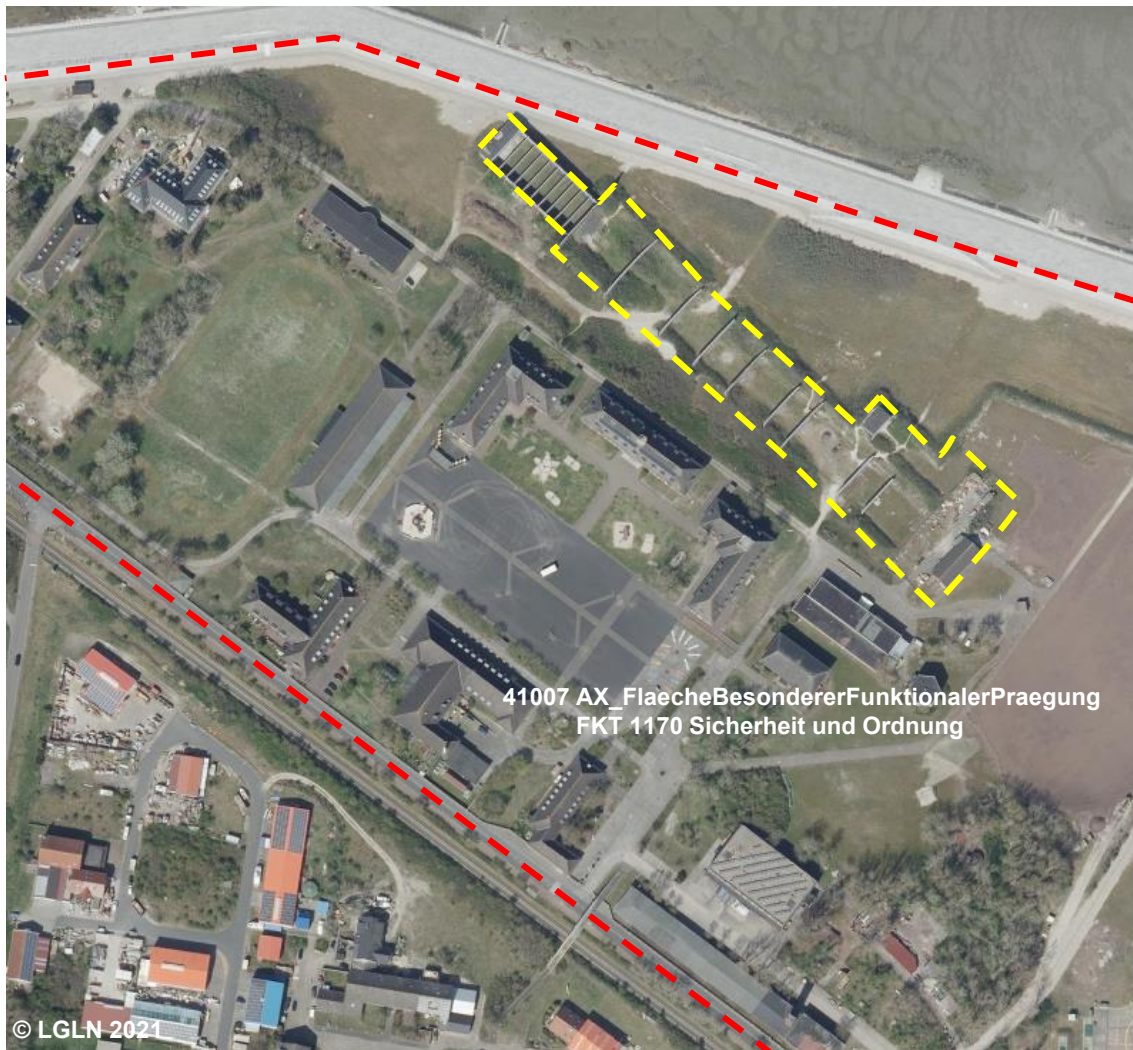 41007 AX_FlaecheBesondererFunktionalerPraegung
FKT 1170 Sicherheit und Ordnung
© LGLN 2021